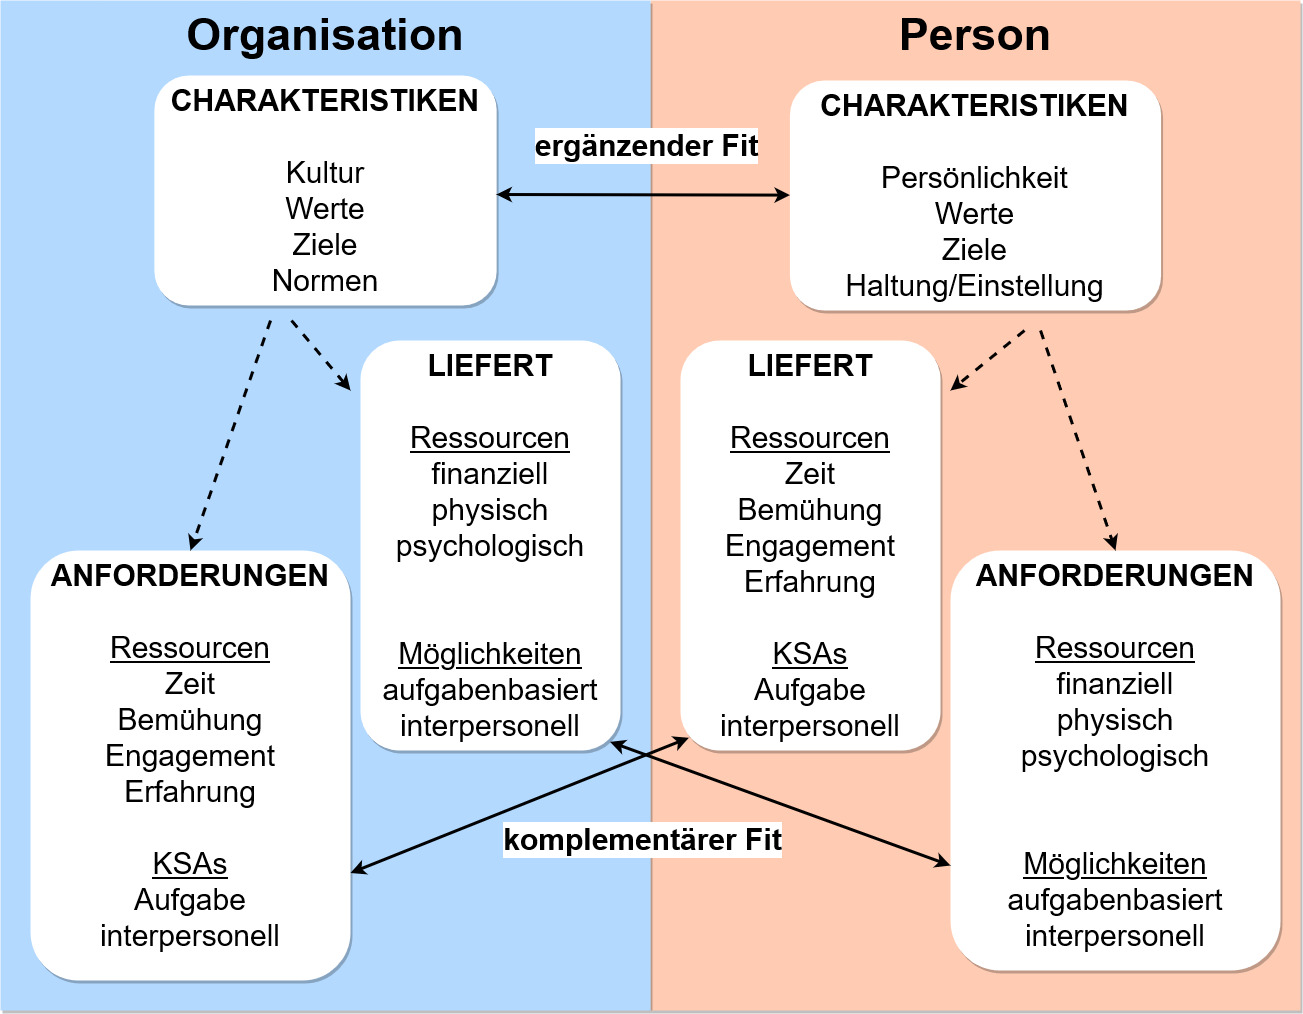 Organisation
CHARAKTERISTIKEN
Kultur
Werte
Ziele
Normen
ergänzender Fit
Person
CHARAKTERISTIKEN
Persönlichkeit
Werte
Ziele
Haltung/Einstellung
LIEFERT
Ressourcen
finanziell
physisch
psychologisch
Möglichkeiten
aufgabenbasiert
interpersonell
LIEFERT
Ressourcen
Zeit
Bemühung
Engagement
Erfahrung
KSAs
Aufgabe
interpersonell
ANFORDERUNGEN
Ressourcen
Zeit
Bemühung
Engagement
Erfahrung
KSAs
Aufgabe
interpersonell
komplementärer Fit
ANFORDERUNGEN
Ressourcen
finanziell
physisch
psychologisch
Möglichkeiten
aufgabenbasiert
interpersonell